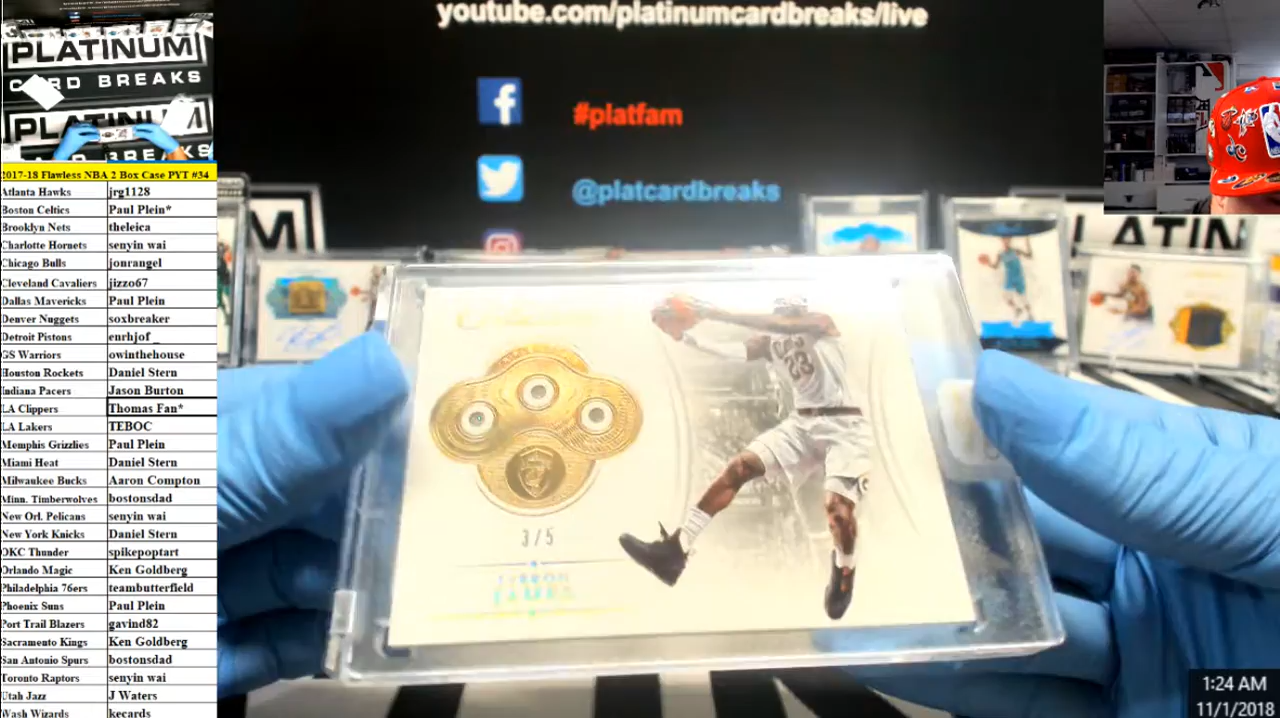 youtube.com/platinumcardbreaks/live
#platfam
@platcardbreaks
PLATINUM
CARD BREAKS
PLATINUM
CARD BREAKS
2017-18 Flawless NBA 2 Box Case PYT #34
Atlanta Hawks jrg1128
Boston Celtics Paul Plein*
Brooklyn Nets theleica
Charlotte Hornets senyin wai
Chicago Bulls jonrangel
Cleveland Cavaliers jizzo67
Dallas Mavericks Paul Plein
Denver Nuggets soxbreaker
Detroit Pistons enrhjof_
GS Warriors owinthehouse
Houston Rockets Daniel Stern
Indiana Pacers Jason Burton
LA Clippers Thomas Fan*
LA Lakers TEBOC
Memphis Grizzlies Paul Plein
Miami Heat Daniel Stern
Milwaukee Bucks Aaron Compton
Minn. Timberwolves bostonsdad
New Orl. Pelicans senyin wai
New York Knicks Daniel Stern
OKC Thunder spikepoptart
Orlando Magic Ken Goldberg
Philadelphia 76ers teambutterfield
Phoenix Suns Paul Plein
Port Trail Blazers gavind82
Sacramento Kings Ken Goldberg
San Antonio Spurs bostonsdad
Toronto Raptors senyin wai
Utah Jazz J Waters
Wash Wizards kecards
M
LATIN
23
3/5
LEBRON
JAMES
1:24 AM
11/1/2018